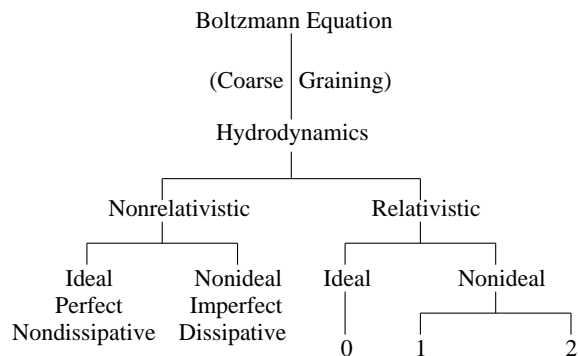 Boltzmann Equation
(Coarse Graining)
Hydrodynamics
Nonrelativistic Relativistic
Ideal Nonideal Ideal Nonideal
Perfect Imperfect
Nondissipative Dissipative
0 1 2